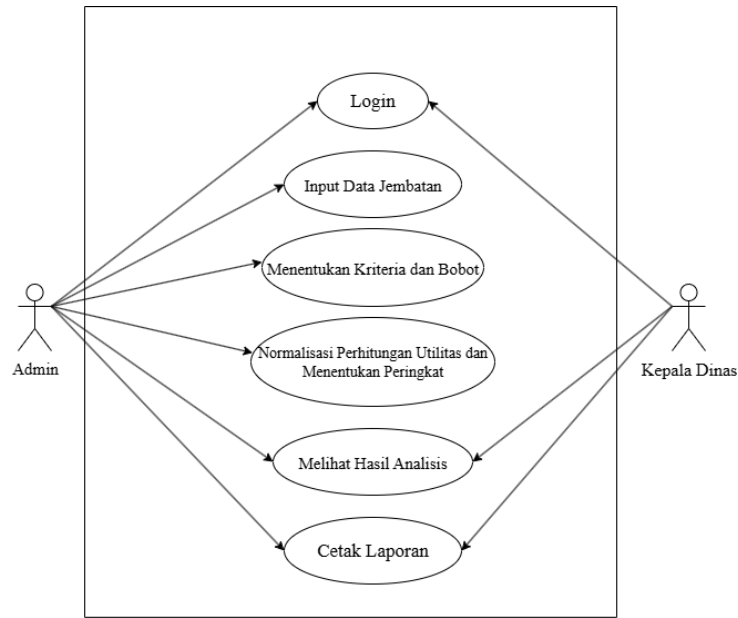 Login
Input Data Jembatan
Menentukan Kriteria dan Bobot
Normalisasi Perhitungan Utilitas dan
Menentukan Peringkat
Admin
Kepala Dinas
Melihat Hasil Analisis
Cetak Laporan